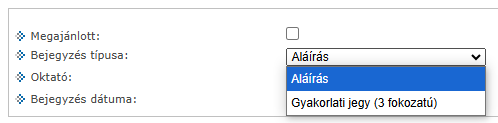 Megajánlott:
Bejegyzés típusa: Aláírás
Aláírás
Oktató:
Gyakorlati jegy (3 fokozatú)
Bejegyzés dátuma: